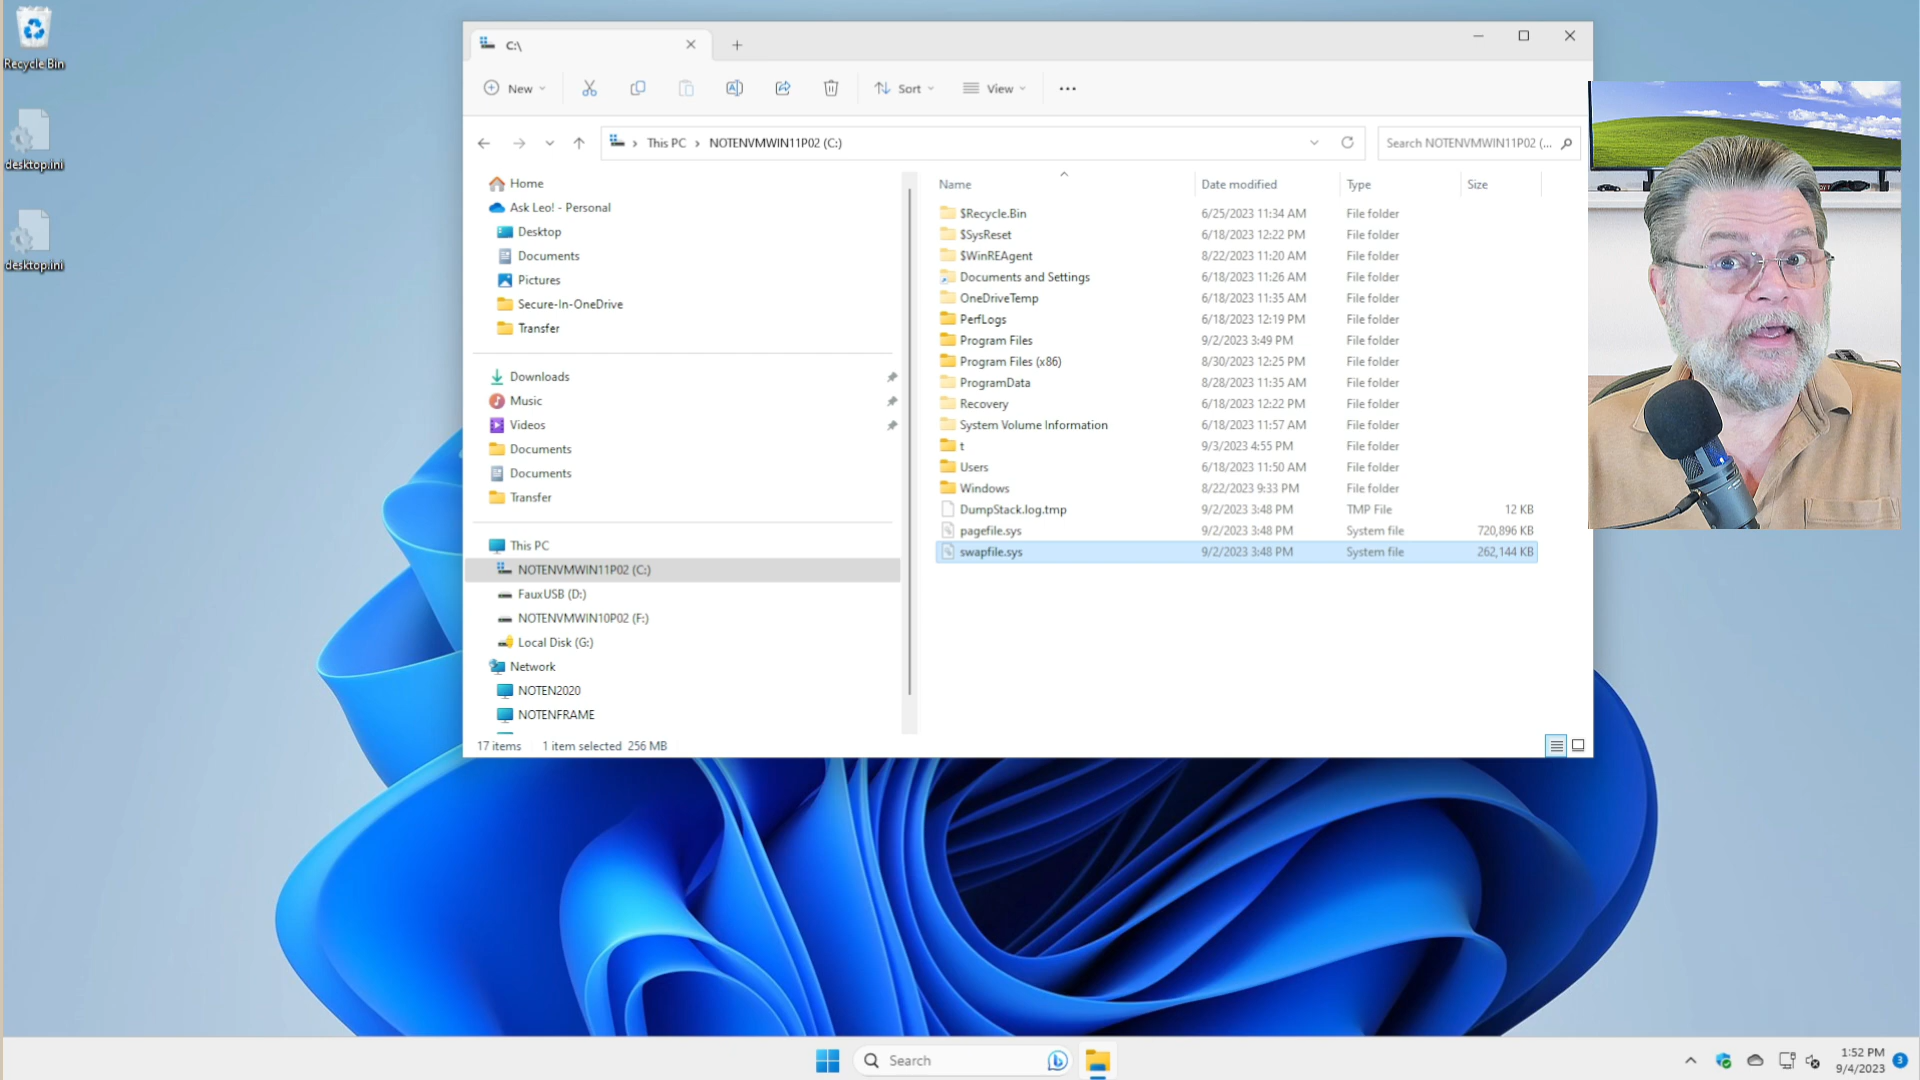 Recycle Bin
desktop.ini
desktop.ini
C:\
New
Sort
View
This PC > NOTENVMWIN11P02 (C:)
Search NOTENVMWIN11P02 (...
Home
Ask Leo! - Personal
Desktop
Documents
Pictures
Secure-In-OneDrive
Transfer
Downloads
Music
Videos
Documents
Documents
Transfer
This PC
NOTENVMWIN11P02 (C:)
FauxUSB (D:)
NOTENVMWIN10P02 (F:)
Local Disk (G:)
Network
NOTEN2020
NOTENFRAME
Name Date modified Type Size
$Recycle.Bin 6/25/2023 11:34 AM File folder
$SysReset 6/18/2023 12:22 PM File folder
$WinREAgent 8/22/2023 11:20 AM File folder
Documents and Settings 6/18/2023 11:26 AM File folder
OneDriveTemp 6/18/2023 11:35 AM File folder
PerfLogs 6/18/2023 12:19 PM File folder
Program Files 9/2/2023 3:49 PM File folder
Program Files (x86) 8/30/2023 12:25 PM File folder
ProgramData 8/28/2023 11:35 AM File folder
Recovery 6/18/2023 12:22 PM File folder
System Volume Information 6/18/2023 11:57 AM File folder
t 9/3/2023 4:55 PM File folder
Users 6/18/2023 11:50 AM File folder
Windows 8/22/2023 9:33 PM File folder
DumpStack.log.tmp 9/2/2023 3:48 PM TMP File 12 KB
pagefile.sys 9/2/2023 3:48 PM System file 720,896 KB
swapfile.sys 9/2/2023 3:48 PM System file 262,144 KB
17 items 1 item selected 256 MB
Search
1:52 PM
9/4/2023
3